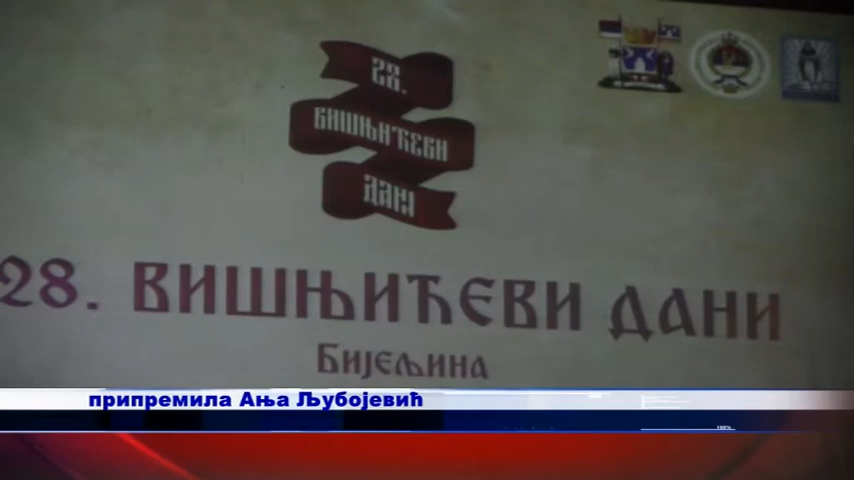 28.
ВИШЊИЋЕВИ
ДАНИ
28. ВИШЊИЋЕВИ ДАНИ
Бијељина
припремила Ања Љубојевић